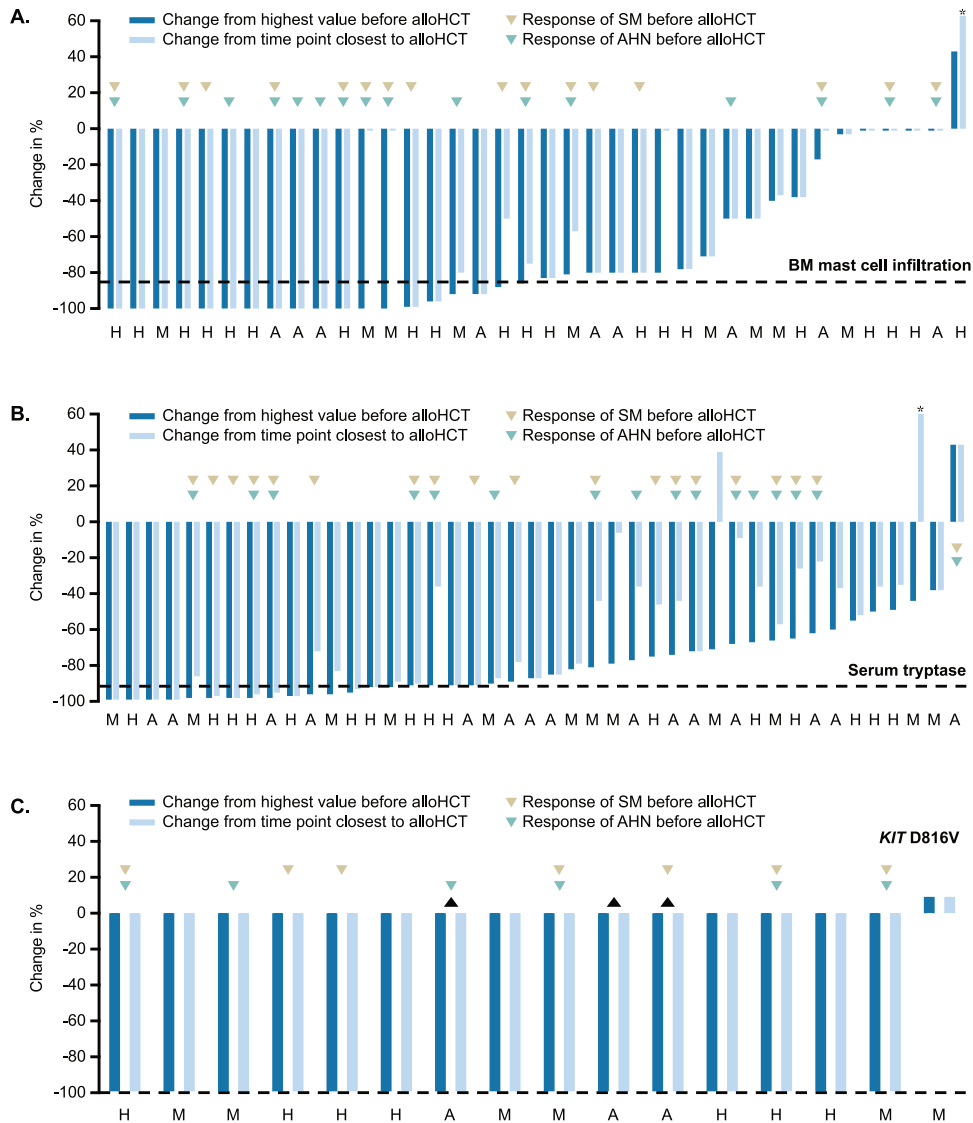 A.
60
40
20
0
-20
-40
-60
-80
-100
Change in %
Change from highest value before alloHCT
Change from time point closest to alloHCT
Response of SM before alloHCT
Response of AHN before alloHCT
*
BM mast cell infiltration
H H M H H H H A A A H M M H H M A H H H M A A H H H M A M M H A M H H H A H
B.
60
40
20
0
-20
-40
-60
-80
-100
Change in %
Change from highest value before alloHCT
Change from time point closest to alloHCT
Response of SM before alloHCT
Response of AHN before alloHCT
*
Serum tryptase
M H A A M H H H A H A M H H M H H H A M A A A M M M A H A A M A H M H A A H H H M M A
C.
60
40
20
0
-20
-40
-60
-80
-100
Change in %
Change from highest value before alloHCT
Change from time point closest to alloHCT
Response of SM before alloHCT
Response of AHN before alloHCT
KIT D816V
H M M H H H A M M A A H H H M M